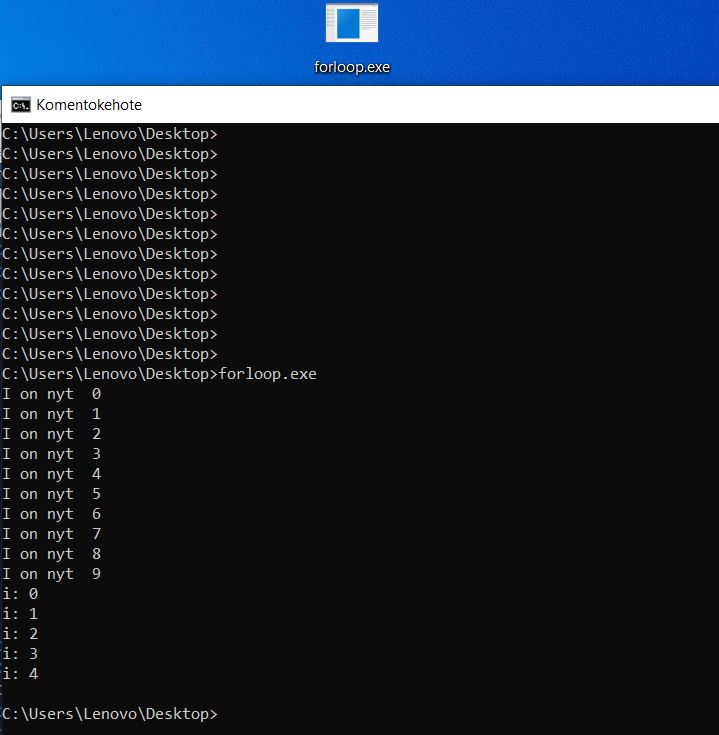 forloop.exe
Komentokehote
C:\Users\Lenovo\Desktop>
C:\Users\Lenovo\Desktop>
C:\Users\Lenovo\Desktop>
C:\Users\Lenovo\Desktop>
C:\Users\Lenovo\Desktop>
C:\Users\Lenovo\Desktop>
C:\Users\Lenovo\Desktop>
C:\Users\Lenovo\Desktop>
C:\Users\Lenovo\Desktop>
C:\Users\Lenovo\Desktop>
C:\Users\Lenovo\Desktop>
C:\Users\Lenovo\Desktop>
C:\Users\Lenovo\Desktop>forloop.exe
I on nyt  0
I on nyt  1
I on nyt  2
I on nyt  3
I on nyt  4
I on nyt  5
I on nyt  6
I on nyt  7
I on nyt  8
I on nyt  9
i: 0
i: 1
i: 2
i: 3
i: 4
C:\Users\Lenovo\Desktop>